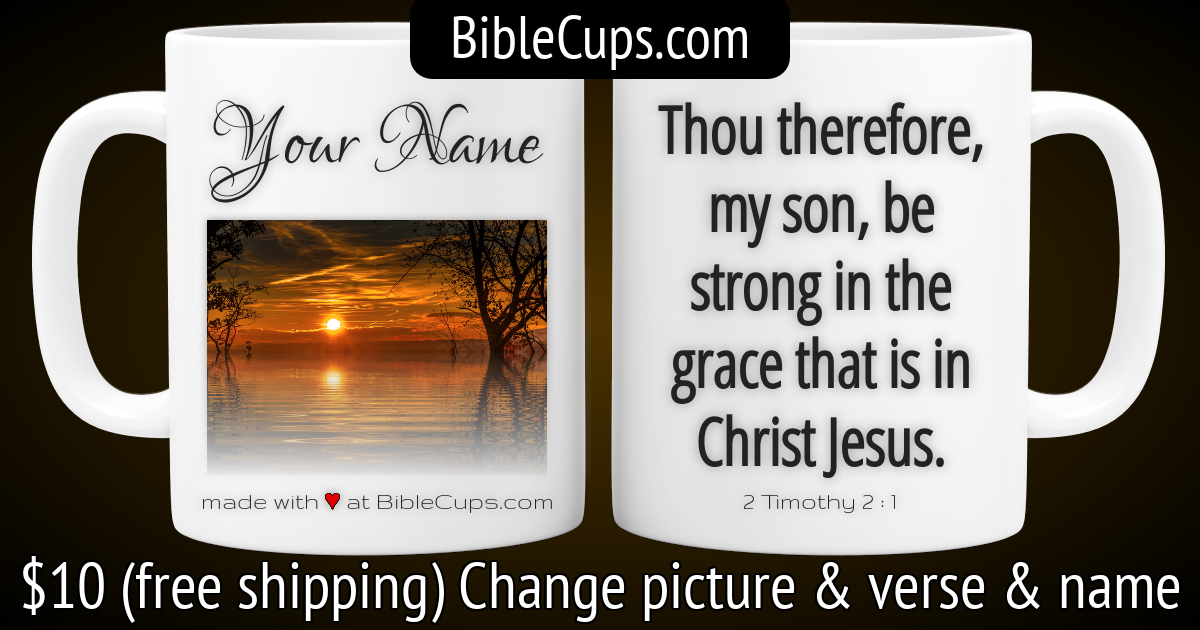 BibleCups.com
Your Name
made with ♥ at BibleCups.com
Thou therefore,
my son, be
strong in the
grace that is in
Christ Jesus.
2 Timothy 2 : 1
$10 (free shipping) Change picture & verse & name